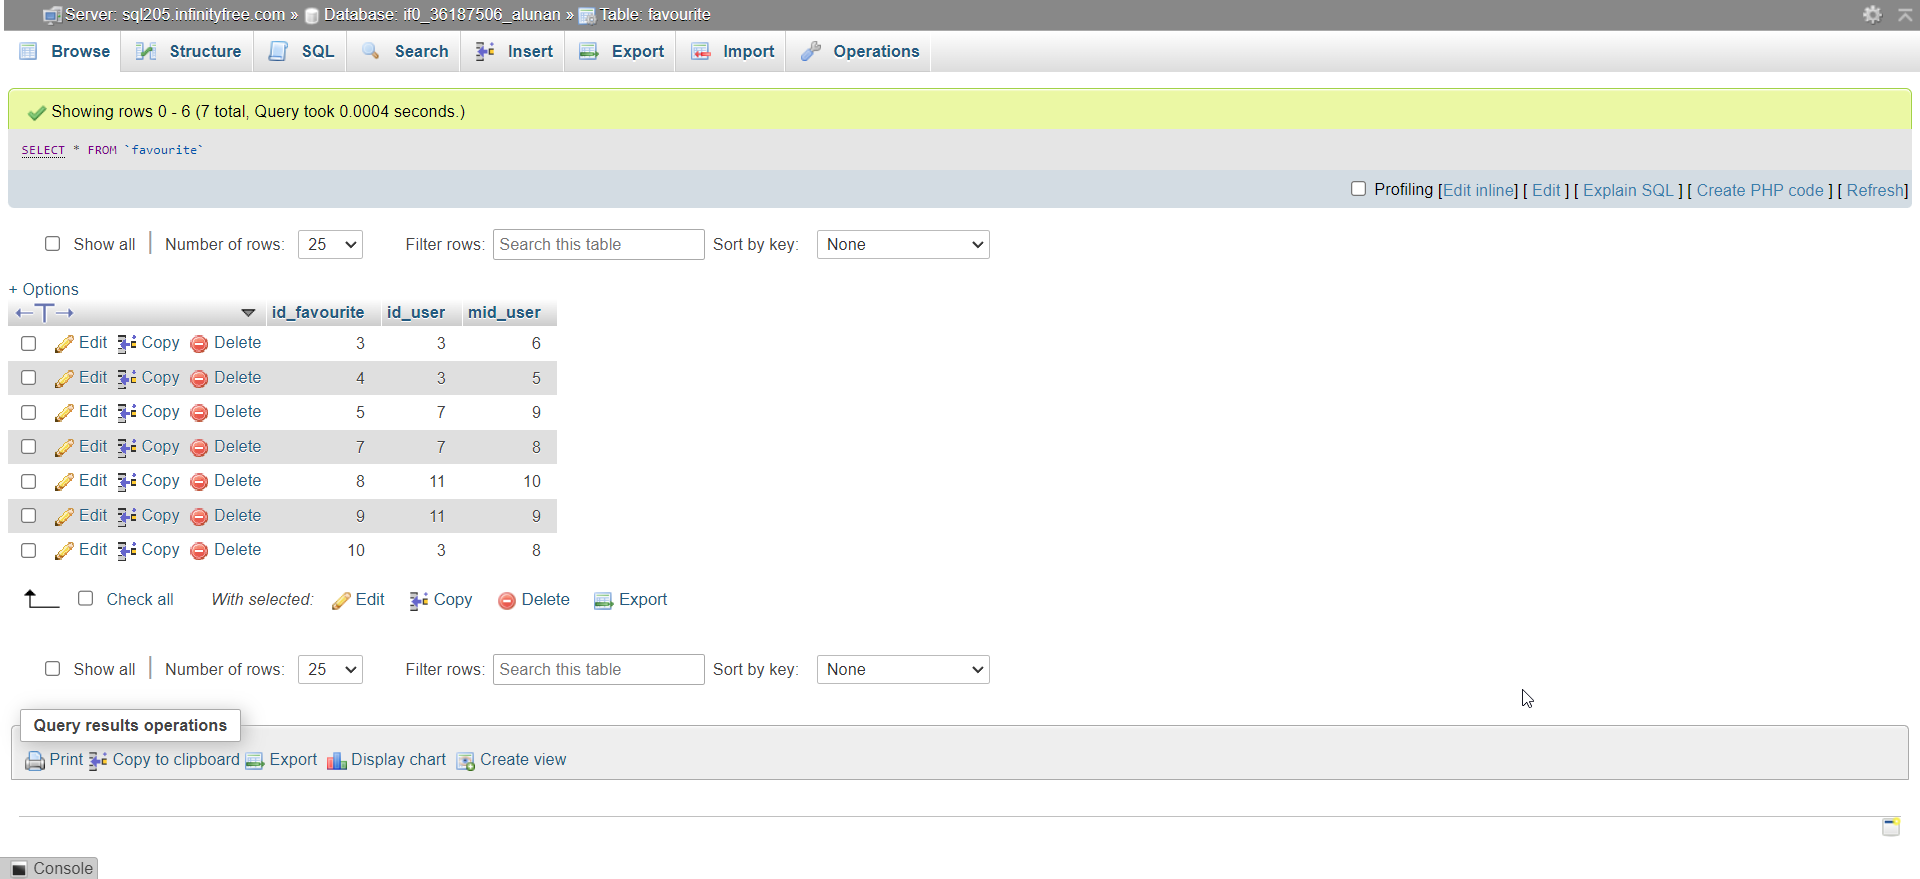 Server: sql205.infinityfree.com » Database: if0_36187506_alunan » Table: favourite
Browse Structure SQL Search Insert Export Import Operations
Showing rows 0 - 6 (7 total, Query took 0.0004 seconds.)
SELECT * FROM `favourite`
Profiling [Edit inline] [ Edit ] [ Explain SQL ] [ Create PHP code ] [ Refresh]
Show all | Number of rows: 25 Filter rows: Search this table Sort by key: None
+ Options
←T→ id_favourite id_user mid_user
Edit Copy Delete 3 3 6
Edit Copy Delete 4 3 5
Edit Copy Delete 5 7 9
Edit Copy Delete 7 7 8
Edit Copy Delete 8 11 10
Edit Copy Delete 9 11 9
Edit Copy Delete 10 3 8
Check all With selected: Edit Copy Delete Export
Show all | Number of rows: 25 Filter rows: Search this table Sort by key: None
Query results operations
Print Copy to clipboard Export Display chart Create view
Console